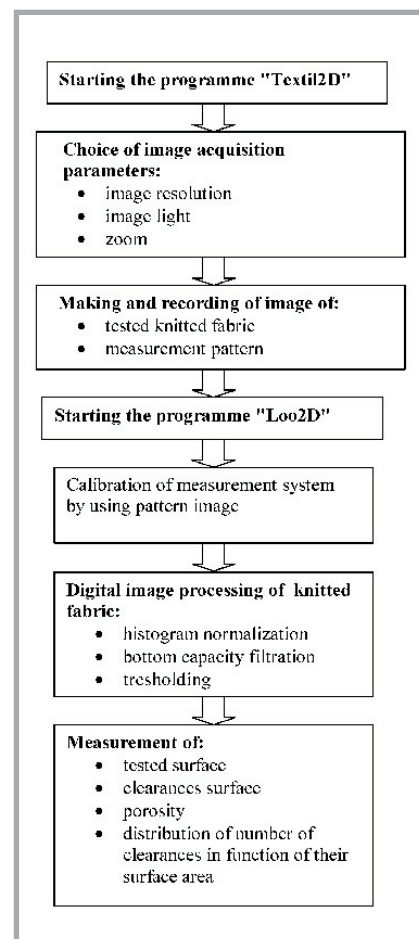 Starting the programme "Textil2D"
Choice of image acquisition
parameters:
• image resolution
• image light
• zoom
Making and recording of image of:
• tested knitted fabric
• measurement pattern
Starting the programme "Loo2D"
Calibration of measurement system
by using pattern image
Digital image processing of knitted
fabric:
• histogram normalization
• bottom capacity filtration
• tresholding
Measurement of:
• tested surface
• clearances surface
• porosity
• distribution of number of
clearances in function of their
surface area